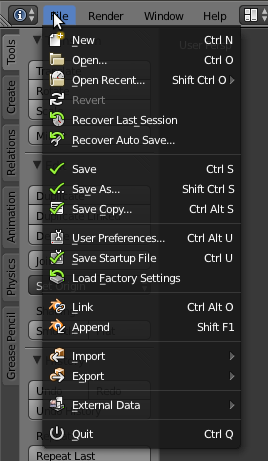 File Render Window Help
User Persp
Tools
Create
Relations
Animation
Physics
Grease Pencil
New Ctrl N
Open... Ctrl O
Open Recent... Shift Ctrl O
Revert
Recover Last Session
Recover Auto Save...
Save Ctrl S
Save As... Shift Ctrl S
Save Copy... Ctrl Alt S
User Preferences... Ctrl Alt U
Save Startup File Ctrl U
Load Factory Settings
Link Ctrl Alt O
Append Shift F1
Import
Export
External Data
Quit Ctrl Q
Repeat Last